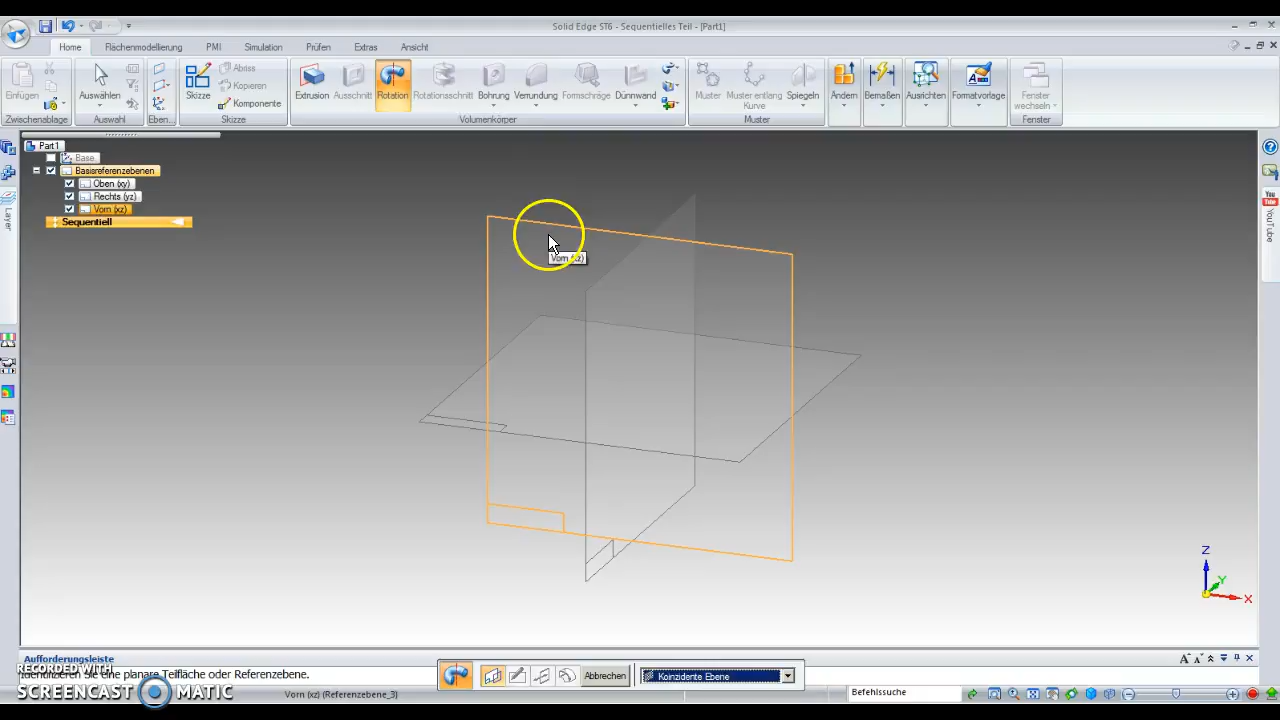 Solid Edge ST6 - Sequentielles Teil - [Part1]
Home Flächenmodellierung PMI Simulation Prüfen Extras Ansicht
Einfügen Auswählen Skizze Abriss Kopieren Komponente Extrusion Ausschnitt Rotation Rotationsschnitt Bohrung Verrundung Formschräge Dünnwand Muster Muster entlang Kurve Spiegeln Ändern Bemaßen Ausrichten Formatvorlage Fenster wechseln
Zwischenablage Auswahl Eben... Skizze Volumenkörper Muster Fenster
Part1
Base
Basisreferenzebenen
Oben (xy)
Rechts (yz)
Vorn (xz)
Sequentiell
Layer
You
Tube
Vorn (xz)
Z
Y
X
Aufforderungsleiste
Identifizieren Sie eine planare Teilfläche oder Referenzebene.
Abbrechen Koinzidente Ebene
Vorn (xz) (Referenzebene_3)
Befehlssuche
RECORDED WITH
SCREENCAST MATIC